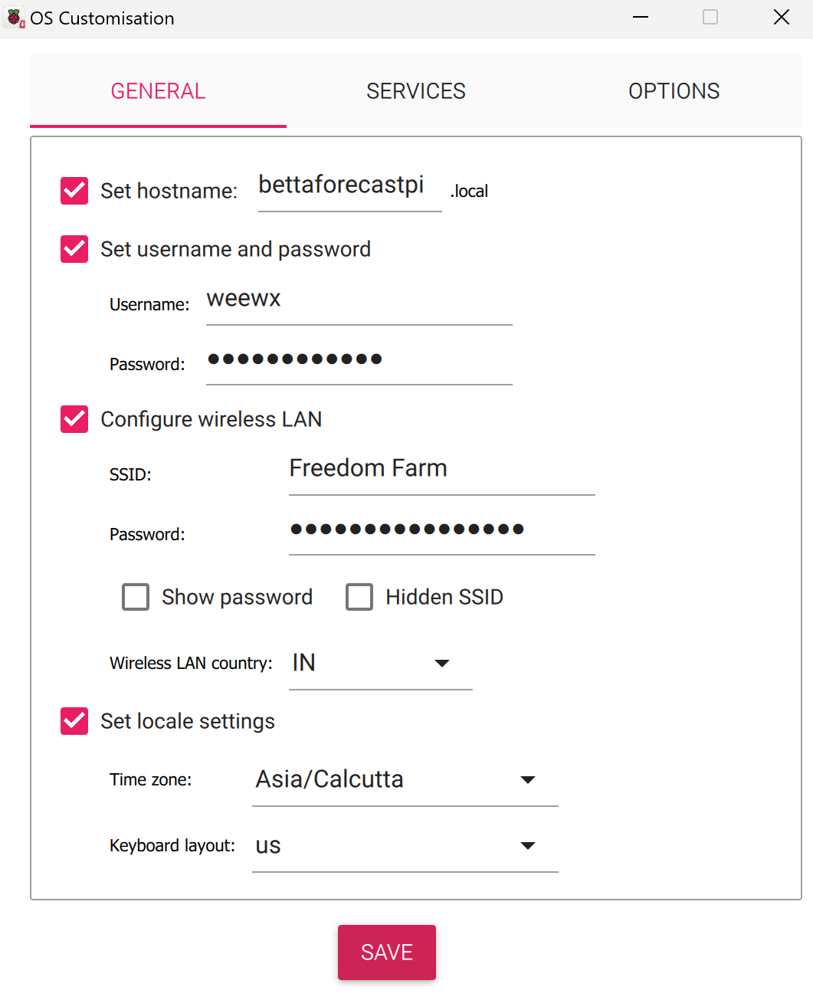 OS Customisation
GENERAL SERVICES OPTIONS
Set hostname: bettaforecastpi .local
Set username and password
Username: weewx
Password: ●●●●●●●●●●●●
Configure wireless LAN
SSID: Freedom Farm
Password: ●●●●●●●●●●●●●●●●
Show password Hidden SSID
Wireless LAN country: IN
Set locale settings
Time zone: Asia/Calcutta
Keyboard layout: us
SAVE